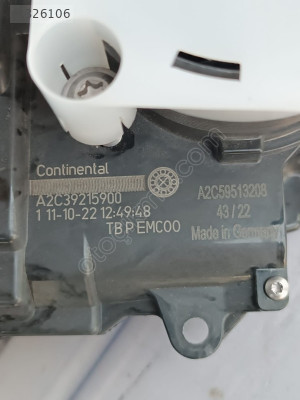 26106
Continental
A2C39215900
1 11-10-22 12:49:48
TB P EMC00
A2C59513208
43/22
Made in Germany